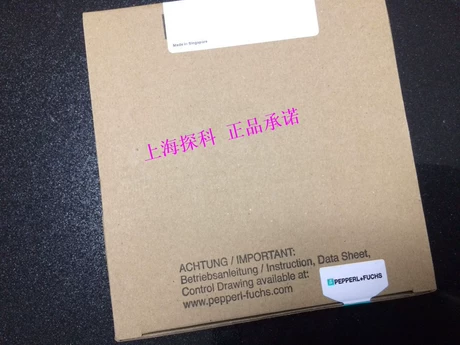 Made in Singapore
上海探科 正品承诺
ACHTUNG / IMPORTANT:
Betriebsanleitung / Instruction, Data Sheet,
Control Drawing available at:
www.pepperl-fuchs.com
PEPPERL+FUCHS